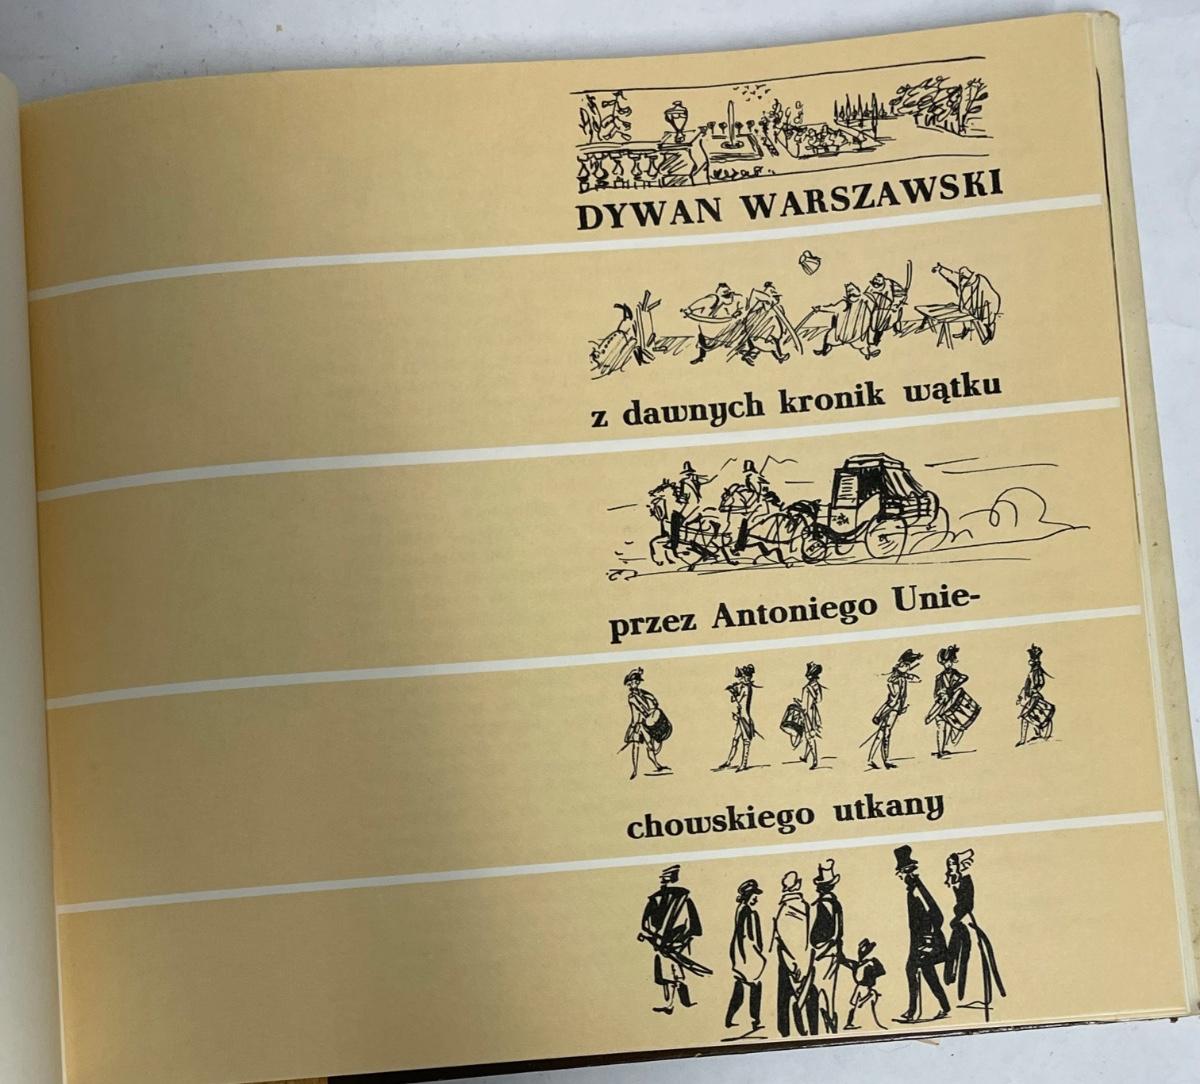 DYWAN WARSZAWSKI
z dawnych kronik wątku
przez Antoniego Unie-
chowskiego utkany